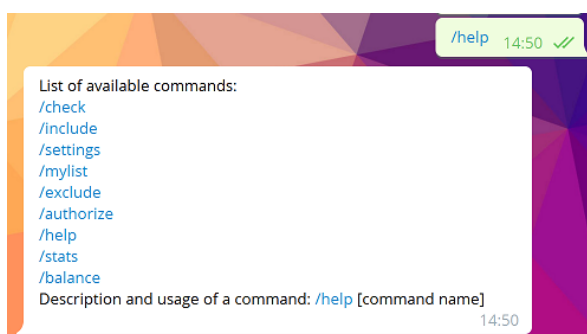 /help 14:50
List of available commands:
/check
/include
/settings
/mylist
/exclude
/authorize
/help
/stats
/balance
Description and usage of a command: /help [command name]
14:50